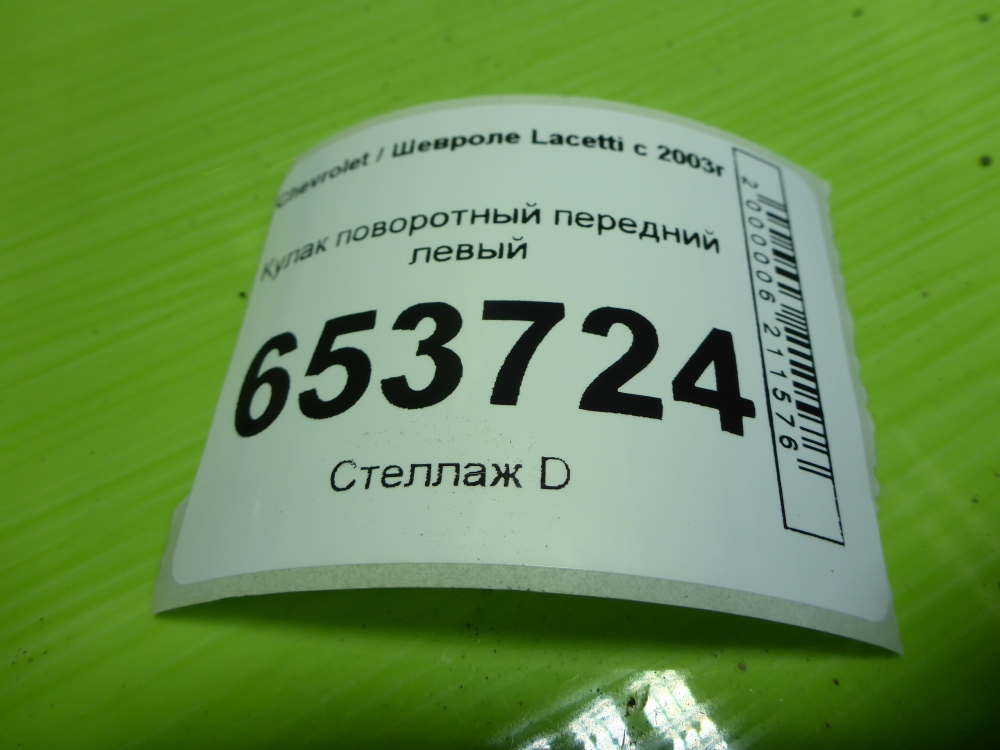 Chevrolet / Шевроле Lacetti с 2003г
Кулак поворотный передний
левый
653724
Стеллаж D
2000006211576